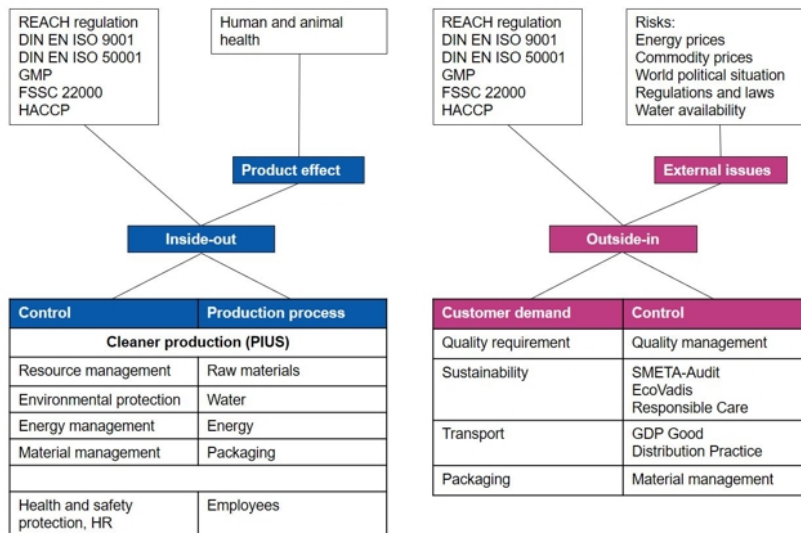 REACH regulation
DIN EN ISO 9001
DIN EN ISO 50001
GMP
FSSC 22000
HACCP
Human and animal
health
Product effect
Inside-out
Control Production process
Cleaner production (PIUS)
Resource management Raw materials
Environmental protection Water
Energy management Energy
Material management Packaging
Health and safety
protection, HR
Employees
REACH regulation
DIN EN ISO 9001
DIN EN ISO 50001
GMP
FSSC 22000
HACCP
Risks:
Energy prices
Commodity prices
World political situation
Regulations and laws
Water availability
External issues
Outside-in
Customer demand Control
Quality requirement Quality management
Sustainability SMETA-Audit
EcoVadis
Responsible Care
Transport GDP Good
Distribution Practice
Packaging Material management